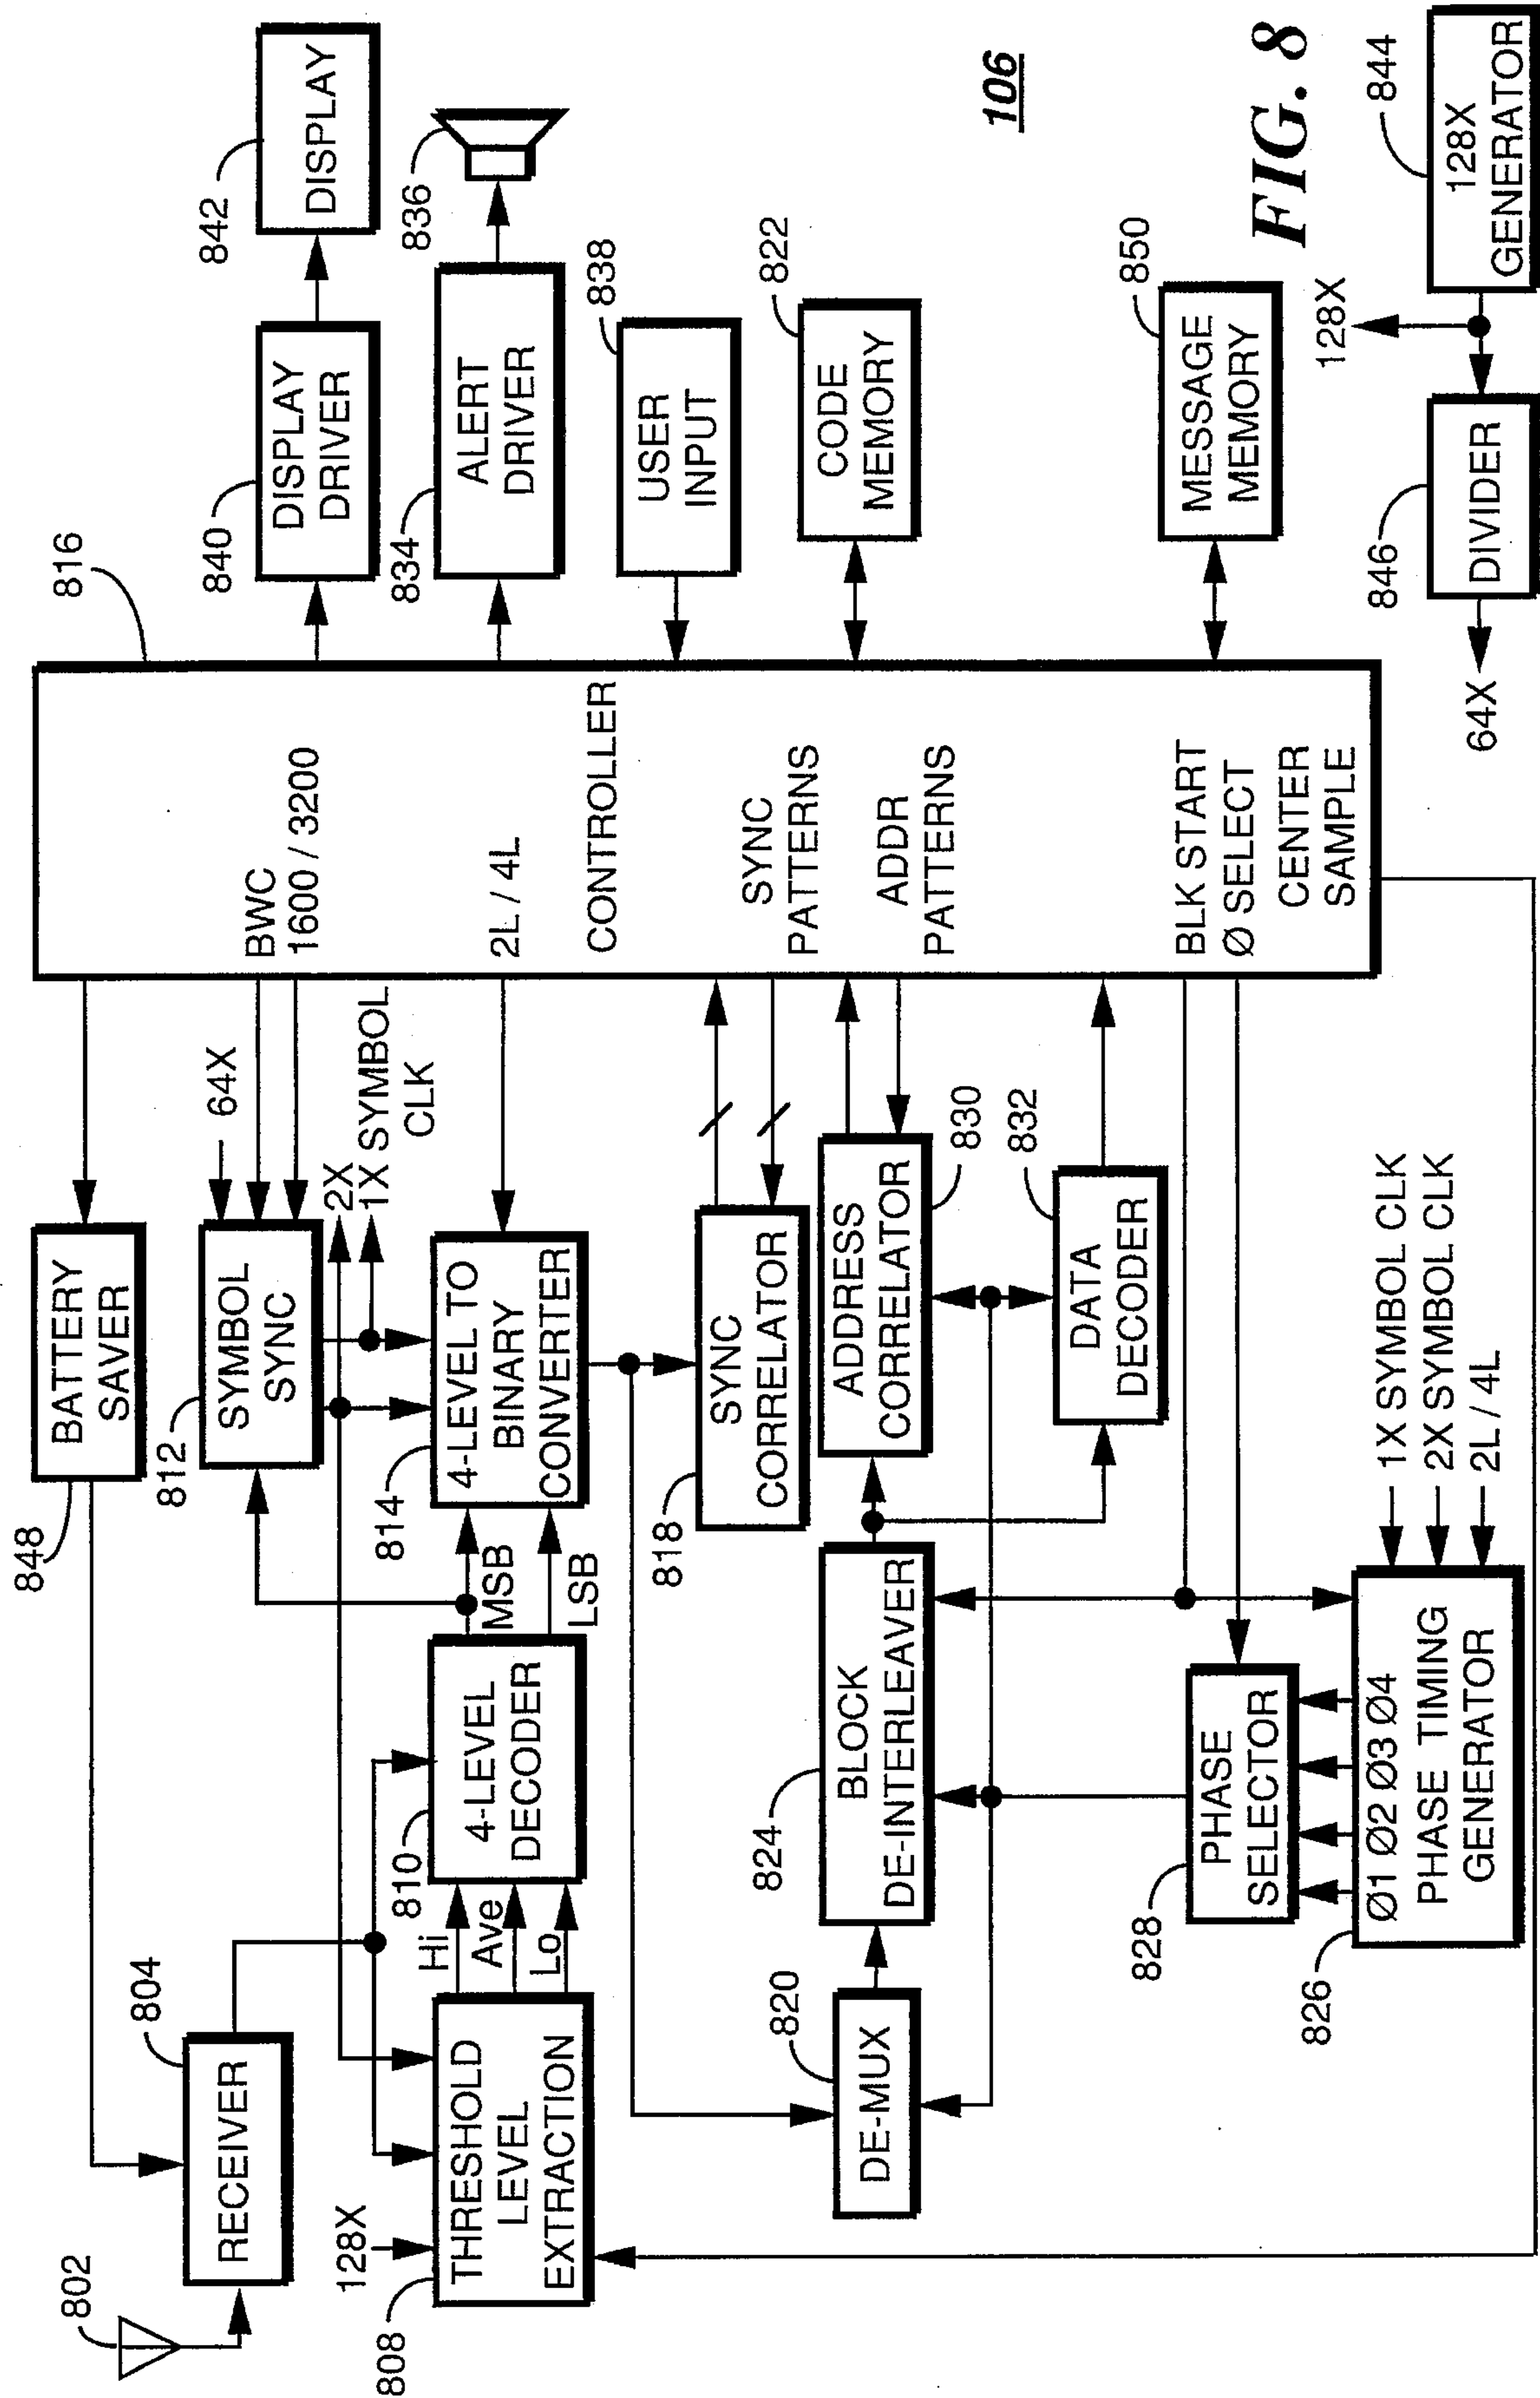 802
804
RECEIVER
848
BATTERY
SAVER
816
840
DISPLAY
DRIVER
842
DISPLAY
812
SYMBOL
SYNC
64X
BWC
1600 / 3200
2X
1X SYMBOL
CLK
834
ALERT
DRIVER
836
128X
808
THRESHOLD
LEVEL
EXTRACTION
Hi
Ave
Lo
810
4-LEVEL
DECODER
MSB
LSB
814
4-LEVEL TO
BINARY
CONVERTER
2L / 4L
CONTROLLER
838
USER
INPUT
818
SYNC
CORRELATOR
SYNC
PATTERNS
822
CODE
MEMORY
820
DE-MUX
824
BLOCK
DE-INTERLEAVER
ADDRESS
CORRELATOR
830
ADDR
PATTERNS
106
832
DATA
DECODER
850
MESSAGE
MEMORY
BLK START
Ø SELECT
CENTER
SAMPLE
828
PHASE
SELECTOR
826
Ø1 Ø2 Ø3 Ø4
PHASE TIMING
GENERATOR
1X SYMBOL CLK
2X SYMBOL CLK
2L / 4L
FIG. 8
128X
64X
846
DIVIDER
844
128X
GENERATOR